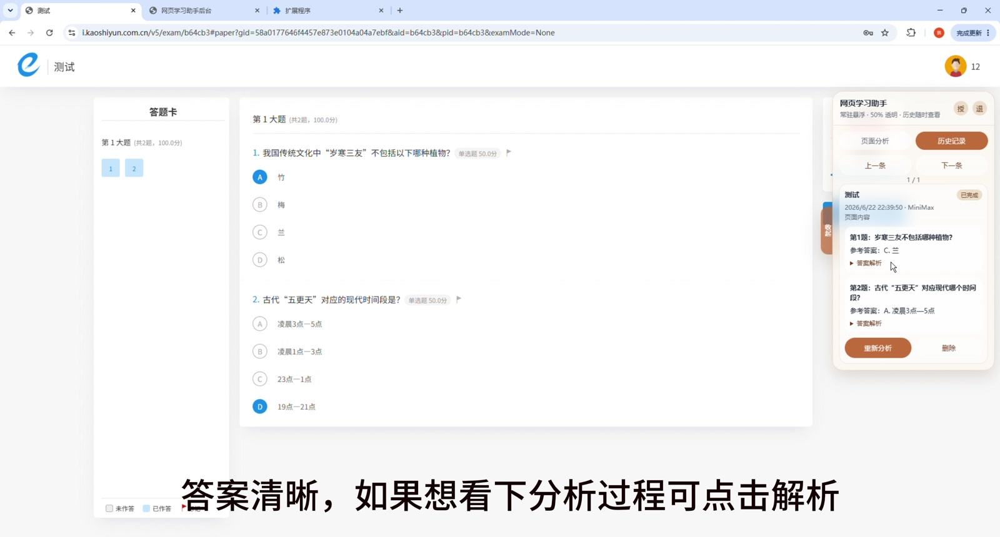 测试
网页学习助手后台
扩展程序
i.kaoshiyun.com.cn/v5/exam/b64cb3#paper?gid=58a0177646f4457e873e0104a04a7ebf&aid=b64cb3&pid=b64cb3&examMode=None
完成更新
测试
12
答题卡
第 1 大题 (共2题，100.0分)
1 2
未作答 已作答
第 1 大题 (共2题，100.0分)
1. 我国传统文化中“岁寒三友”不包括以下哪种植物？ 单选题 50.0分
A 竹
B 梅
C 兰
D 松
2. 古代“五更天”对应的现代时间段是？ 单选题 50.0分
A 凌晨3点—5点
B 凌晨1点—3点
C 23点—1点
D 19点—21点
收起
网页学习助手
常驻悬浮 · 50% 透明 · 历史随时查看
授 退
页面分析 历史记录
上一条 下一条
1 / 1
测试 已完成
2026/6/22 22:39:50 · MiniMax
页面内容
第1题：岁寒三友不包括哪种植物？
参考答案：C. 兰
答案解析
第2题：古代“五更天”对应现代哪个时间
段？
参考答案：A. 凌晨3点—5点
答案解析
重新分析 删除
答案清晰，如果想看下分析过程可点击解析